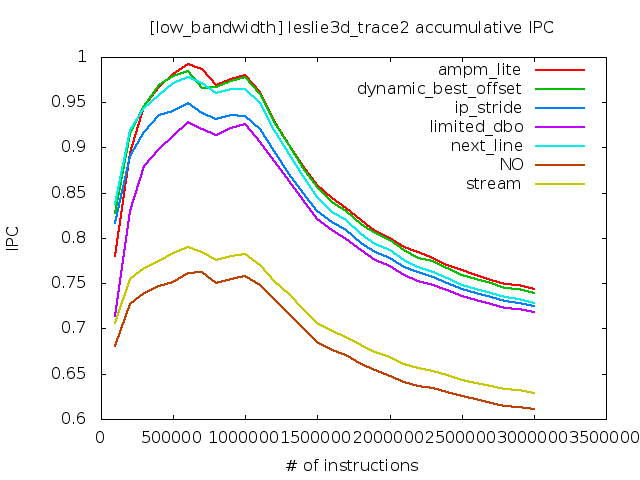 [low_bandwidth] leslie3d_trace2 accumulative IPC
1
0.95
0.9
0.85
0.8
0.75
0.7
0.65
0.6
IPC
ampm_lite
dynamic_best_offset
ip_stride
limited_dbo
next_line
NO
stream
0 500000 1000000 1500000 2000000 2500000 3000000 3500000
# of instructions